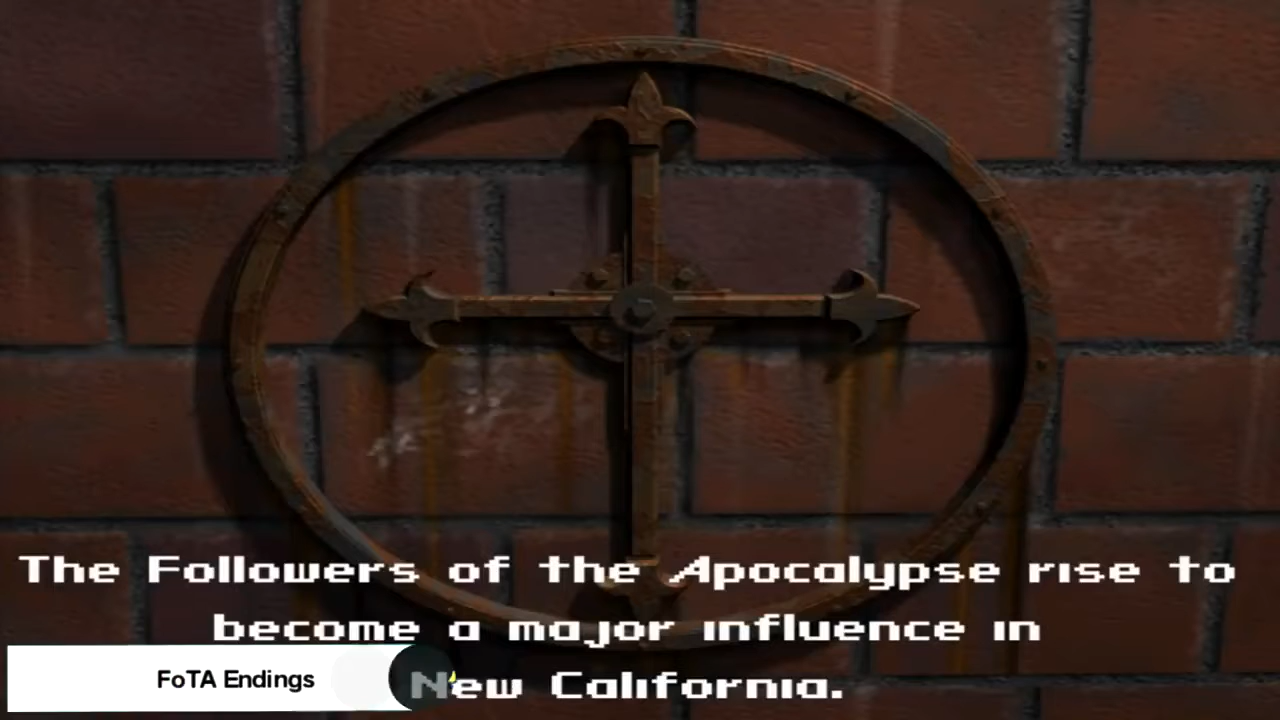 The Followers of the Apocalypse rise to
become a major influence in
New California.
FoTA Endings